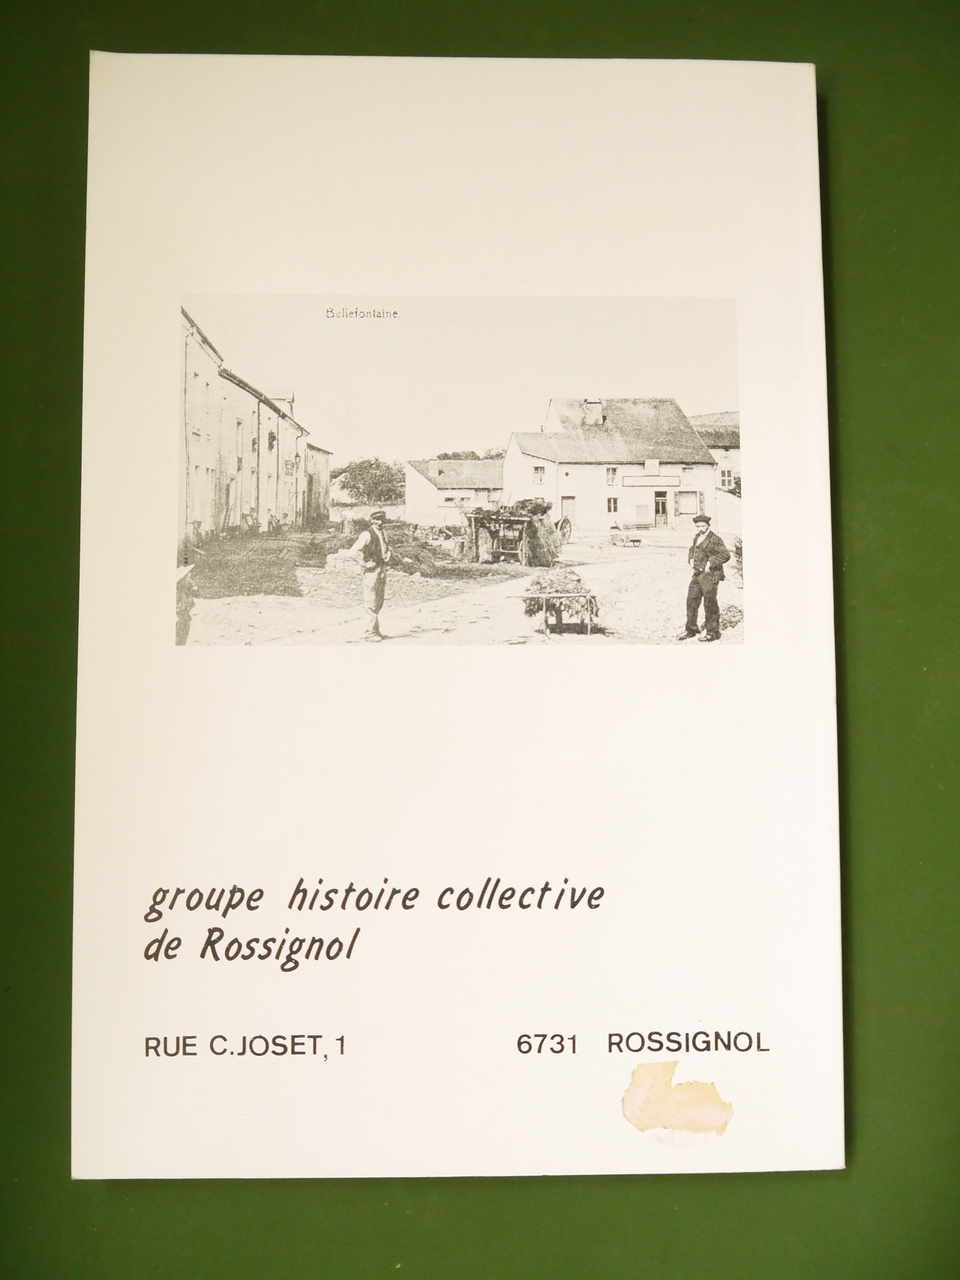 Bellefontaine
groupe histoire collective
de Rossignol
RUE C.JOSET, 1 6731 ROSSIGNOL